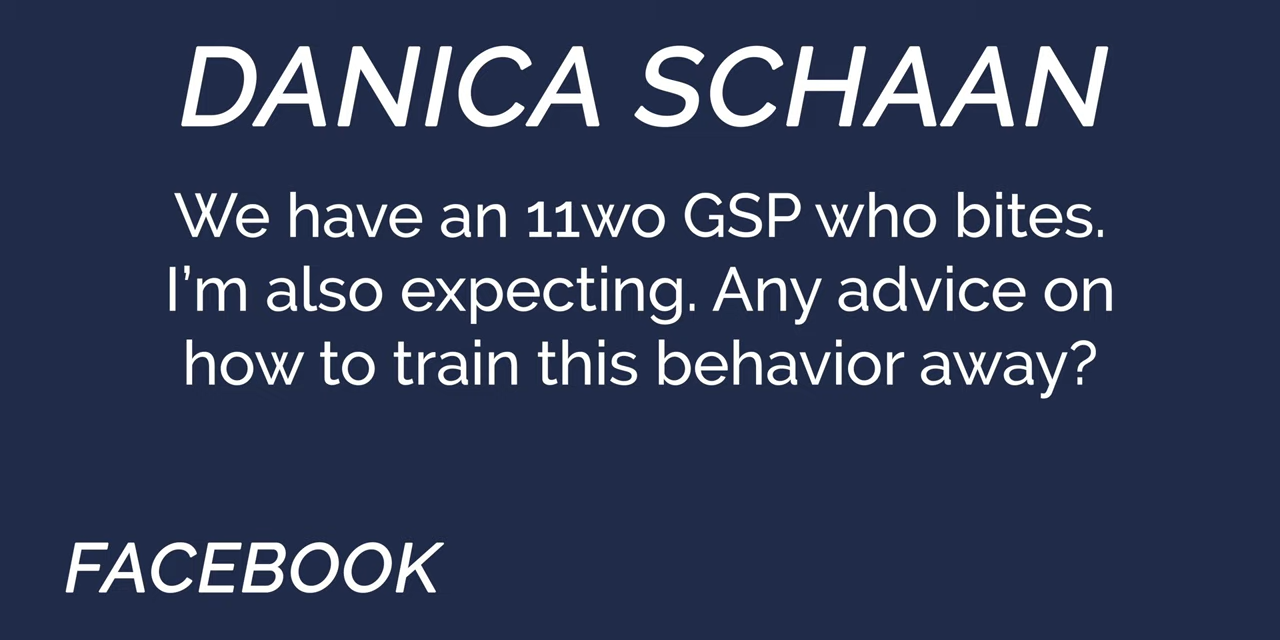 DANICA SCHAAN
We have an 11wo GSP who bites.
I'm also expecting. Any advice on
how to train this behavior away?
FACEBOOK